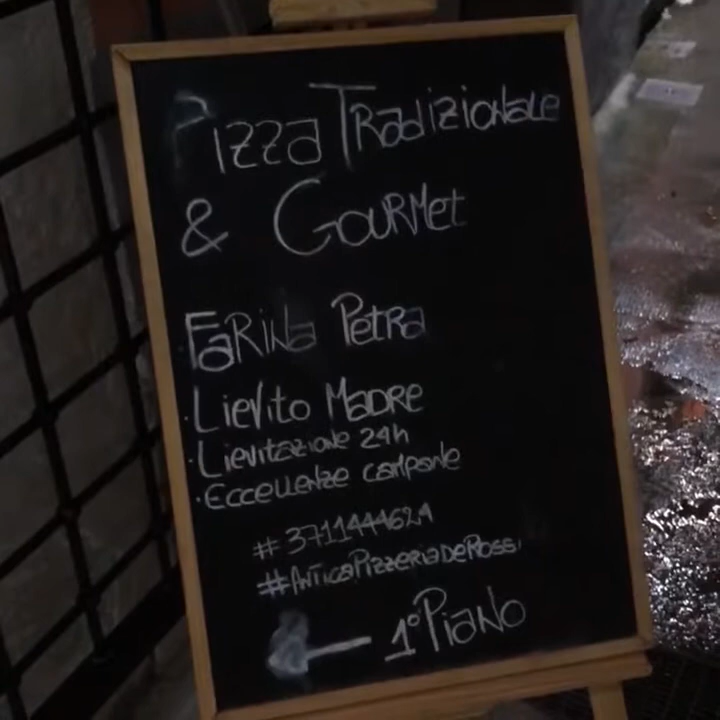 Pizza Tradizionale
& Gourmet
Farina Petra
· Lievito Madre
· Lievitazione 24h
· Eccellenze campane
# 3711444624
#AnticaPizzeriaDeRossi
← 1° Piano